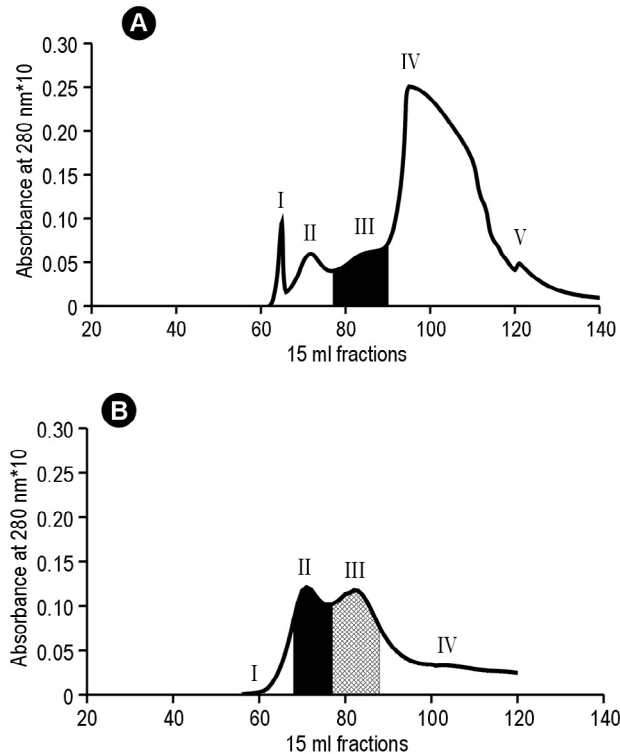 A
Absorbance at 280 nm*10
0.30
0.25
0.20
0.15
0.10
0.05
0
I
II
III
IV
V
20 40 60 80 100 120 140
15 ml fractions
B
Absorbance at 280 nm*10
0.30
0.25
0.20
0.15
0.10
0.05
0
I
II
III
IV
20 40 60 80 100 120 140
15 ml fractions